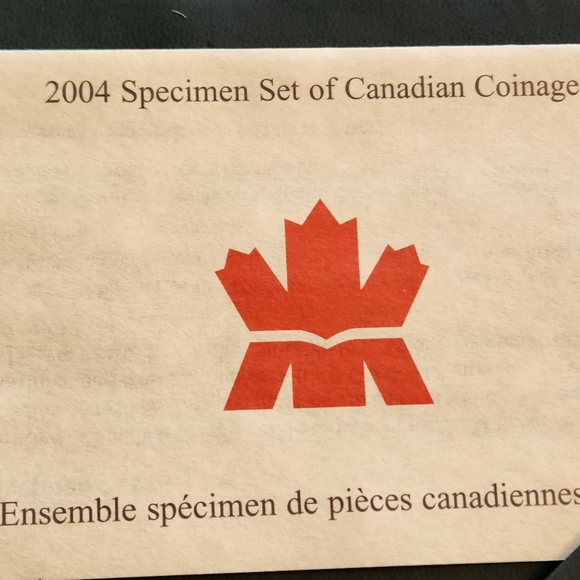 2004 Specimen Set of Canadian Coinage
Ensemble spécimen de pièces canadiennes